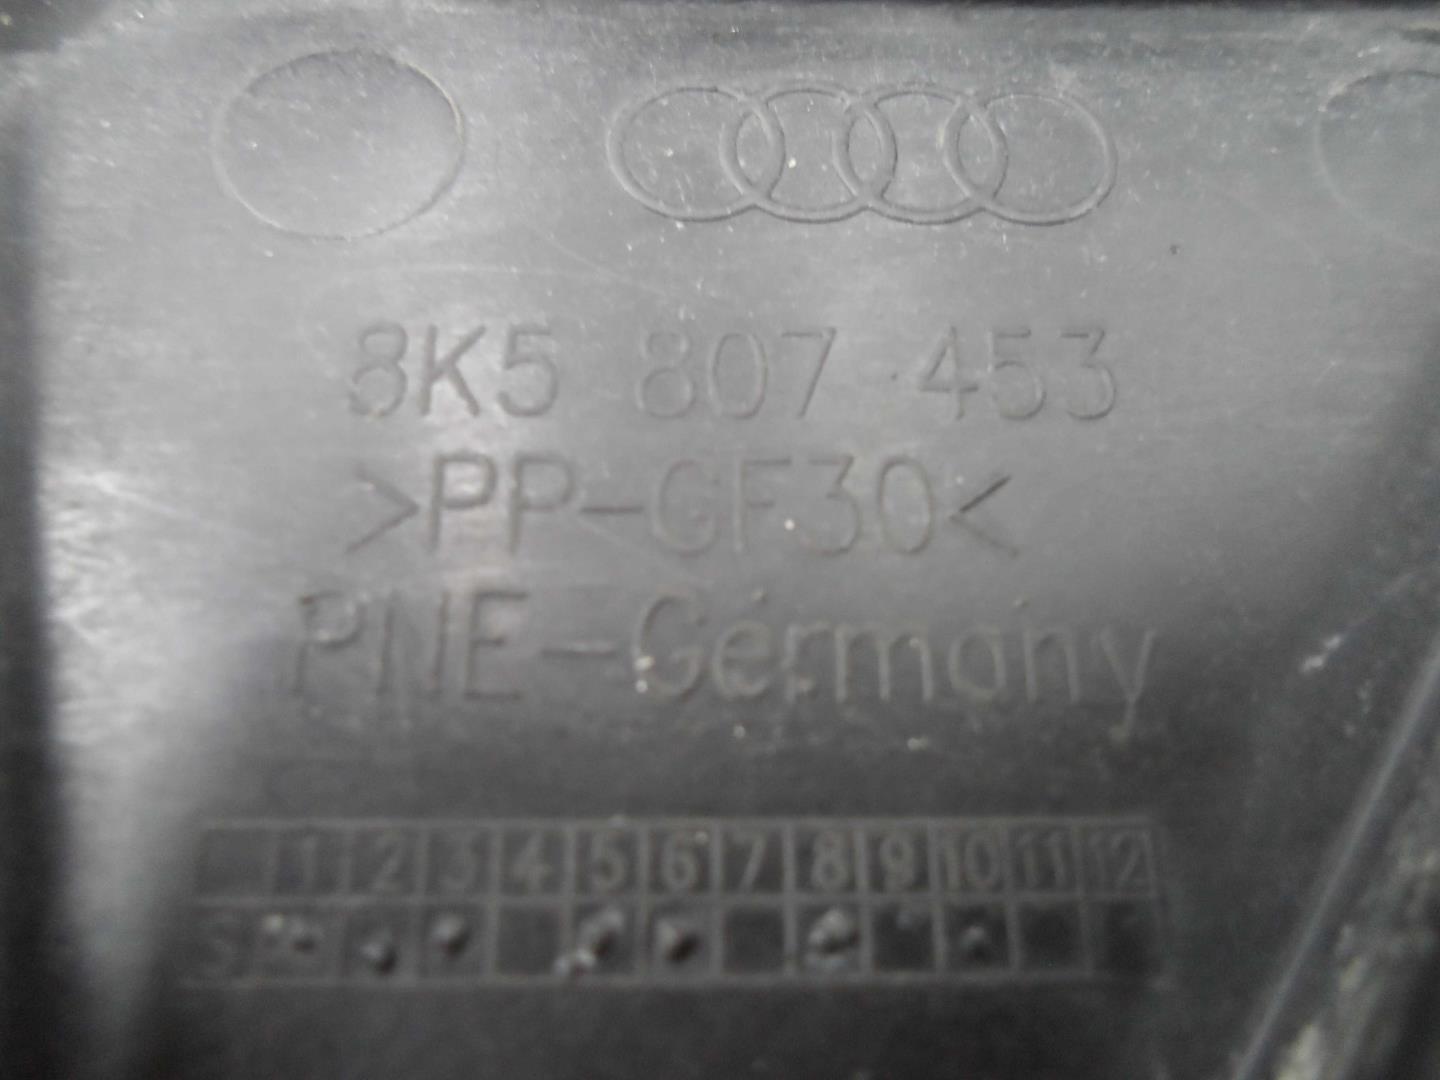 8K5 807 453
>PP-GF30<
PNE-Germany
1 2 3 4 5 6 7 8 9 10 11 12